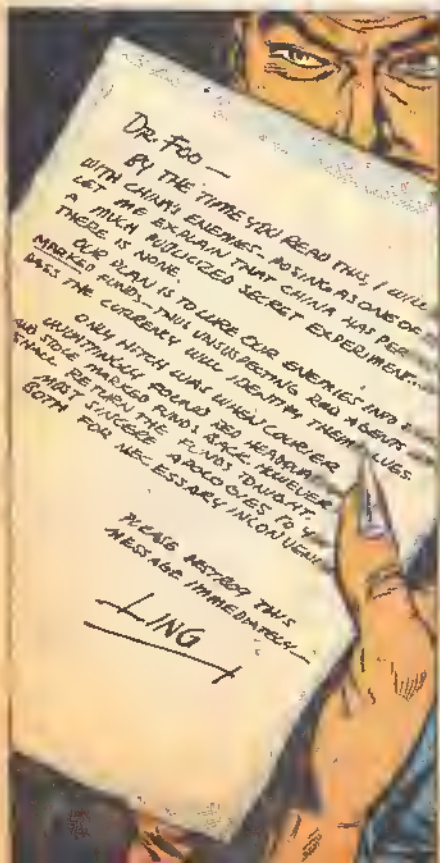 DR. FOO —
BY THE TIME YOU READ THIS, I WILL
WITH CHINA'S ENEMIES — POSING AS ONE OF
LET ME EXPLAIN THAT CHINA HAS PER
A MUCH PUBLICIZED SECRET EXPERIMENT...
THERE IS NONE.
OUR PLAN IS TO LURE OUR ENEMIES INTO S
MARKED FUNDS — THUS UNSUSPECTING RED AGENTS
PASS THE CURRENCY WILL IDENTIFY THEM LVES.
ONLY HITCH WAS WHEN COURIER
UNWITTINGLY FOUND RED HEADQUA
AND STOLE MARKED FUNDS BACK. HOWEVER
SHALL RETURN THE FUNDS TONIGHT.
MOST SINCERE APOLOGIES TO Y
BOTH FOR NECESSARY INCONVENI
PLEASE DESTROY THIS
MESSAGE IMMEDIATELY —
LING